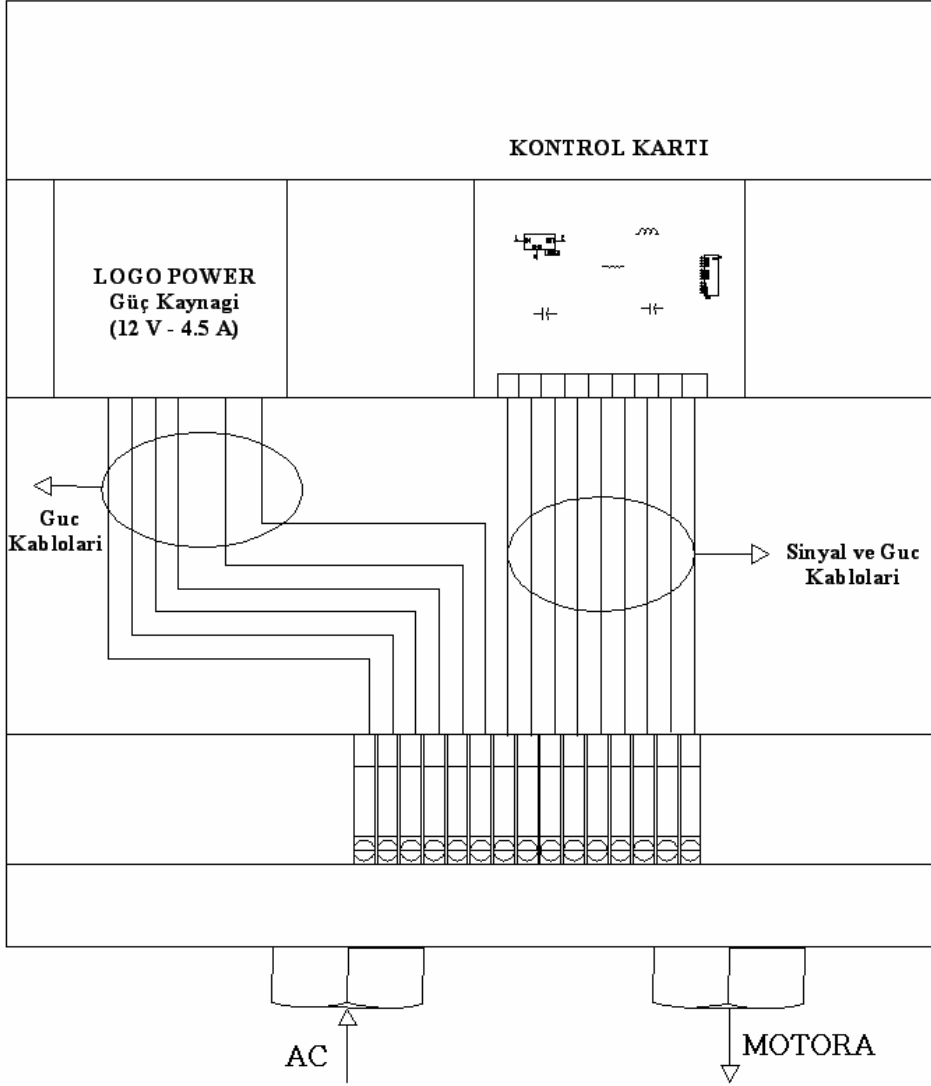 KONTROL KARTI
LOGO POWER
Güç Kaynagi
(12 V - 4.5 A)
Guc
Kablolari
Sinyal ve Guc
Kablolari
AC
MOTORA